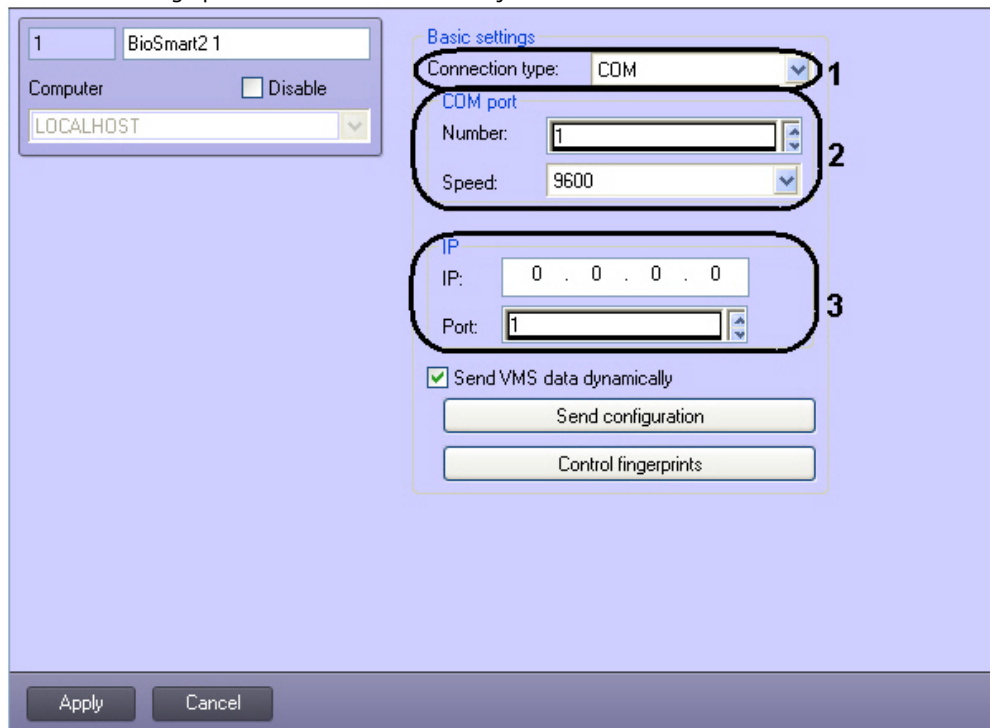 1
BioSmart2 1
Computer
Disable
LOCALHOST
Basic settings
Connection type:
COM
1
COM port
Number:
1
Speed:
9600
2
IP
IP:
0 . 0 . 0 . 0
Port:
1
3
Send VMS data dynamically
Send configuration
Control fingerprints
Apply
Cancel